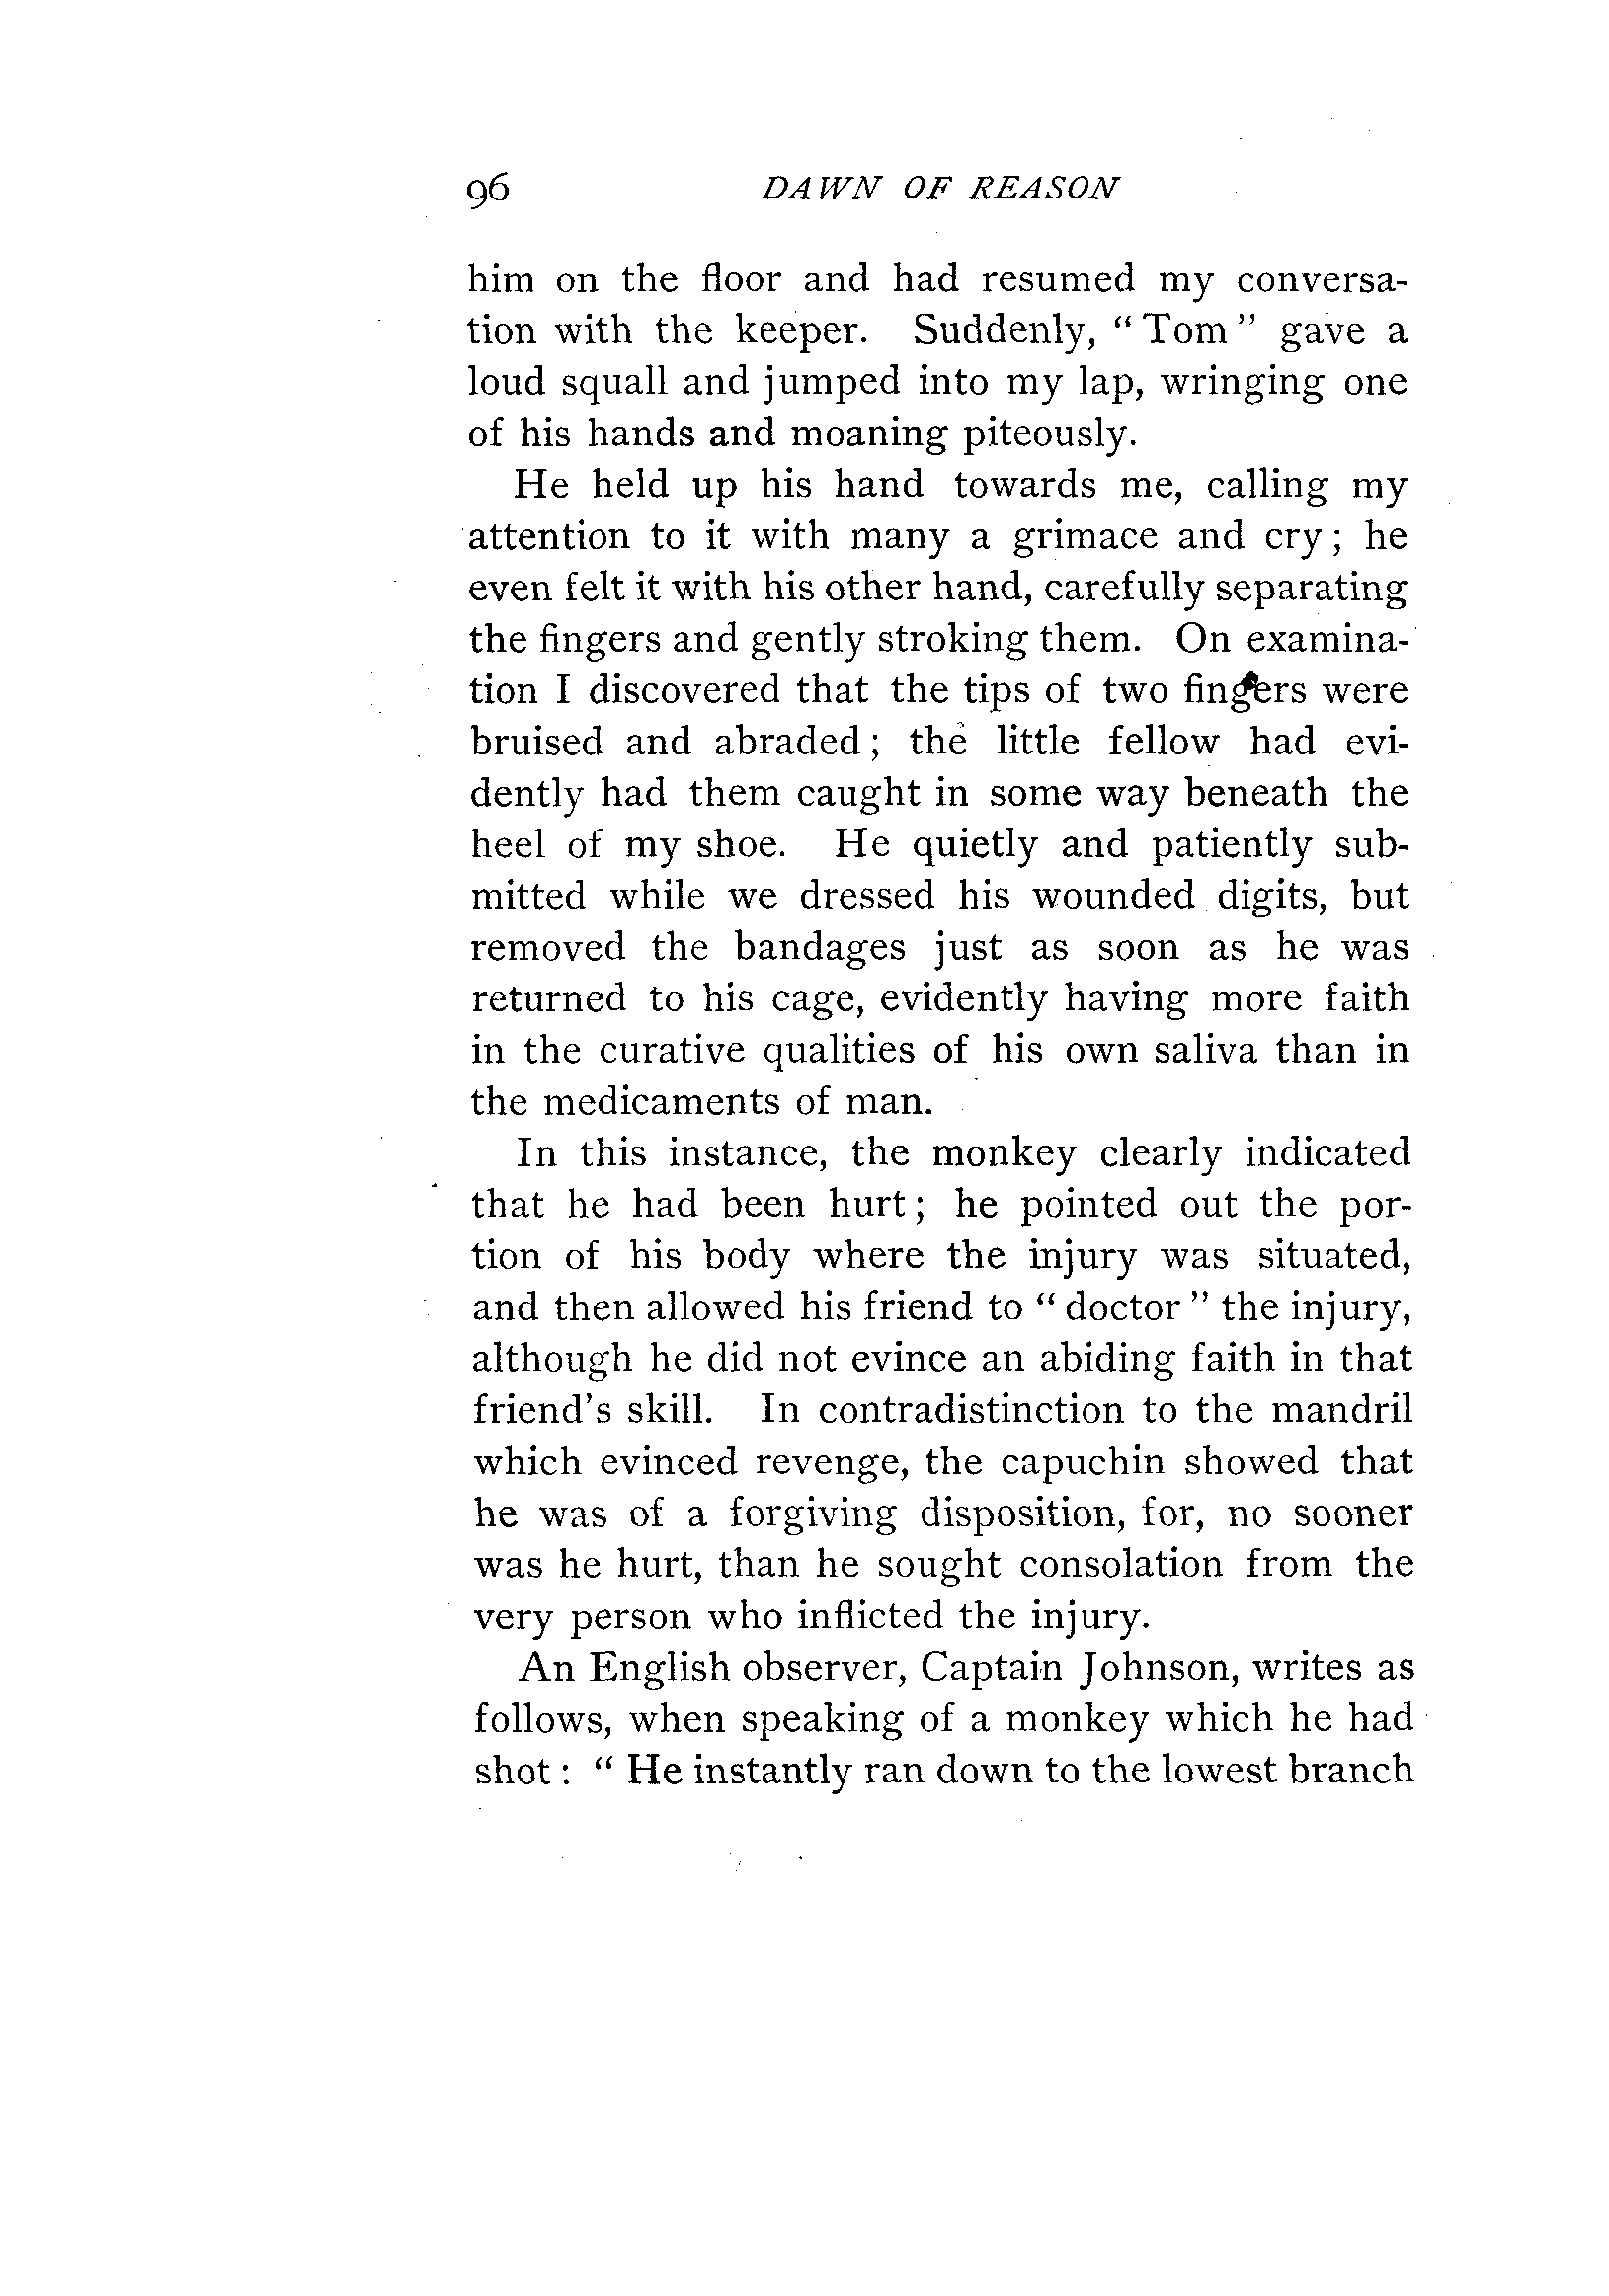 96 DAWN OF REASON
him on the floor and had resumed my conversa-
tion with the keeper. Suddenly, "Tom" gave a
loud squall and jumped into my lap, wringing one
of his hands and moaning piteously.
He held up his hand towards me, calling my
attention to it with many a grimace and cry; he
even felt it with his other hand, carefully separating
the fingers and gently stroking them. On examina-
tion I discovered that the tips of two fingers were
bruised and abraded; the little fellow had evi-
dently had them caught in some way beneath the
heel of my shoe. He quietly and patiently sub-
mitted while we dressed his wounded digits, but
removed the bandages just as soon as he was
returned to his cage, evidently having more faith
in the curative qualities of his own saliva than in
the medicaments of man.
In this instance, the monkey clearly indicated
that he had been hurt; he pointed out the por-
tion of his body where the injury was situated,
and then allowed his friend to "doctor" the injury,
although he did not evince an abiding faith in that
friend's skill. In contradistinction to the mandril
which evinced revenge, the capuchin showed that
he was of a forgiving disposition, for, no sooner
was he hurt, than he sought consolation from the
very person who inflicted the injury.
An English observer, Captain Johnson, writes as
follows, when speaking of a monkey which he had
shot: "He instantly ran down to the lowest branch